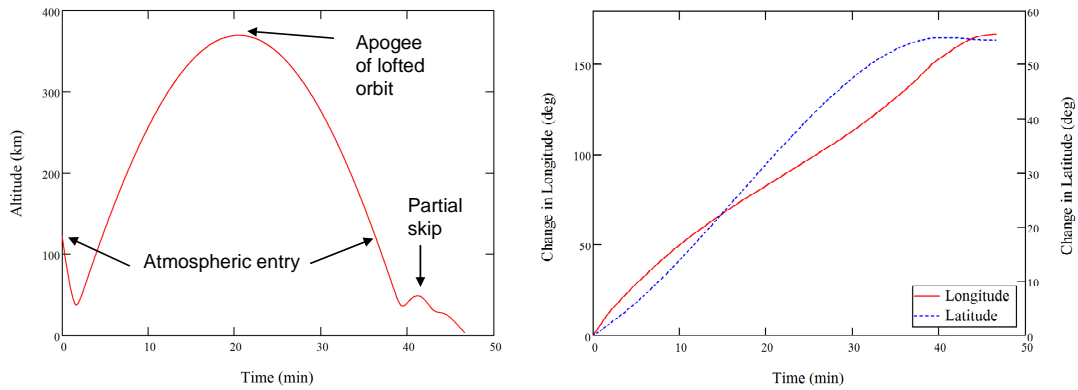 400
300
200
100
0
Altitude (km)
0 10 20 30 40 50
Time (min)
Apogee
of lofted
orbit
Partial
skip
Atmospheric entry
150
100
50
0
Change in Longitude (deg)
60
50
40
30
20
10
0
Change in Latitude (deg)
0 10 20 30 40 50
Time (min)
Longitude
Latitude